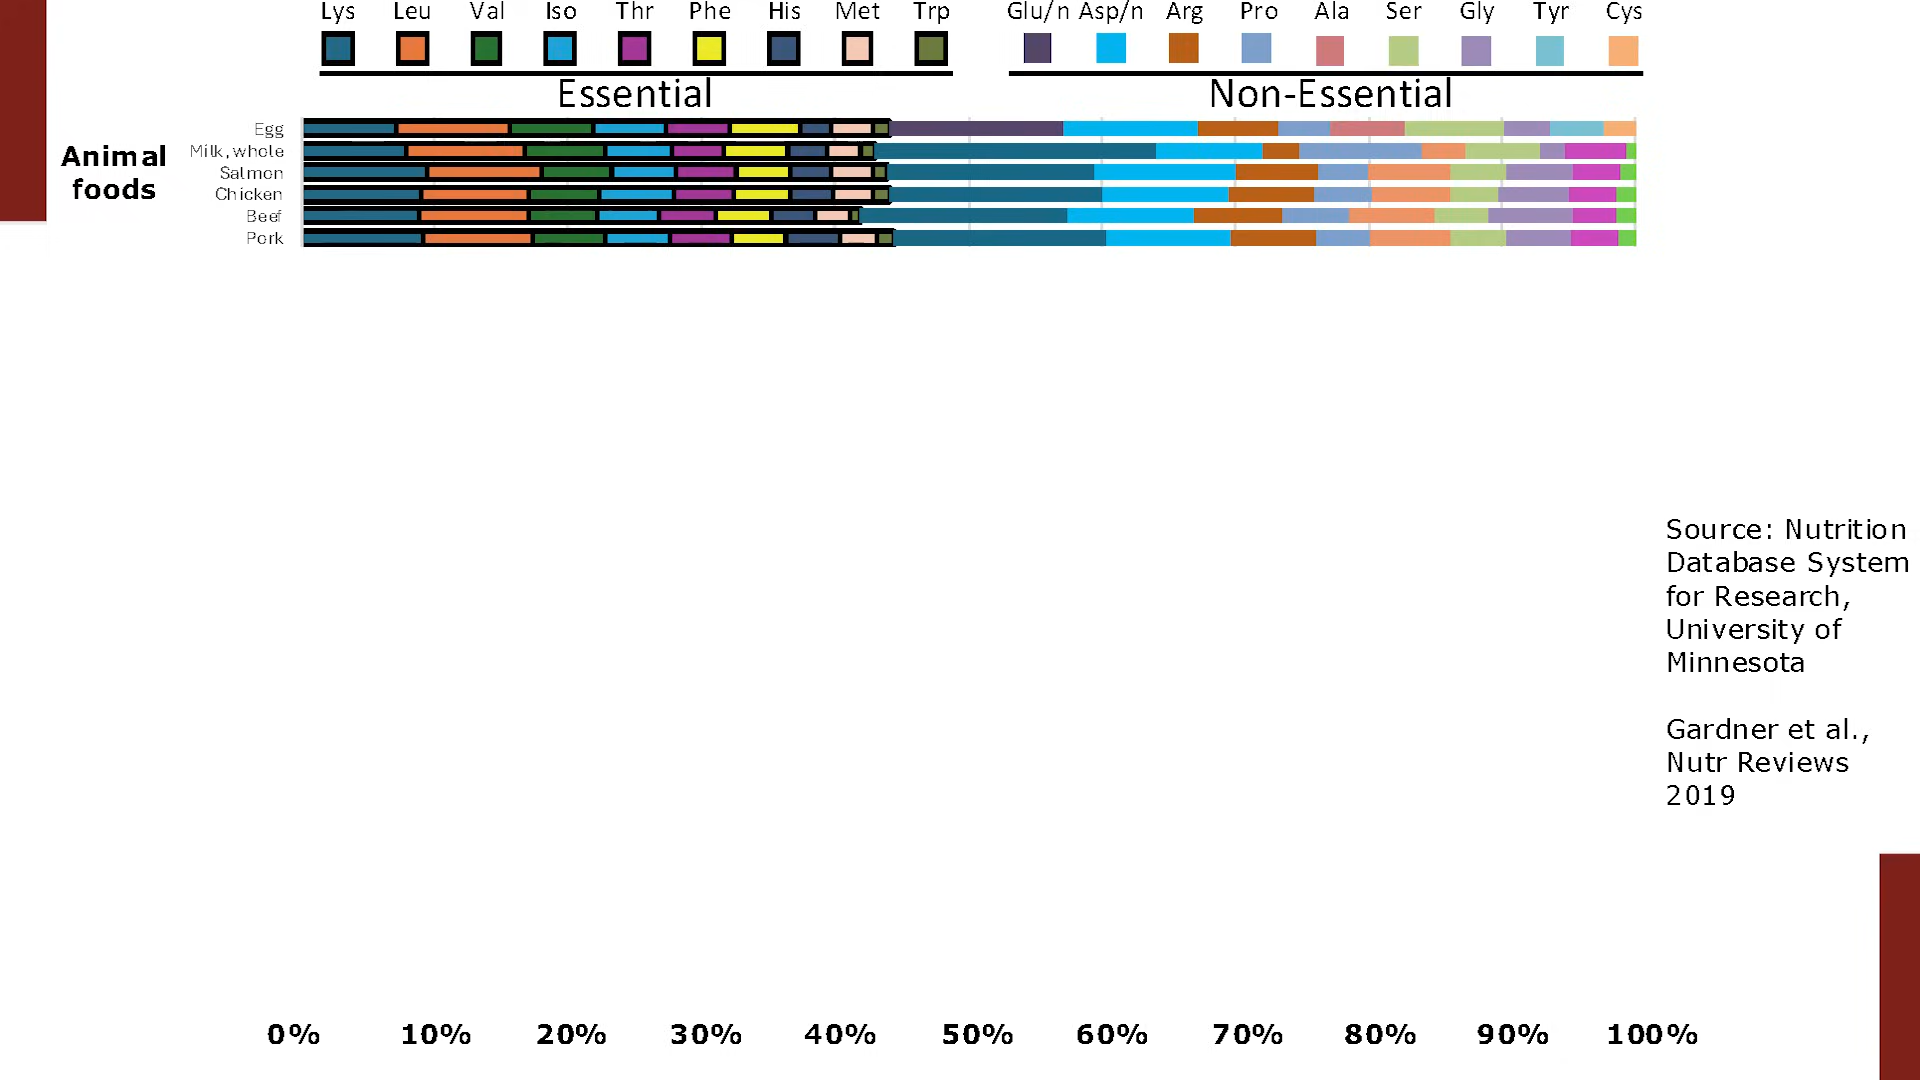 Lys Leu Val Iso Thr Phe His Met Trp Glu/n Asp/n Arg Pro Ala Ser Gly Tyr Cys
Essential Non-Essential
Animal
foods
Egg
Milk, whole
Salmon
Chicken
Beef
Pork
Source: Nutrition
Database System
for Research,
University of
Minnesota
Gardner et al.,
Nutr Reviews
2019
0% 10% 20% 30% 40% 50% 60% 70% 80% 90% 100%